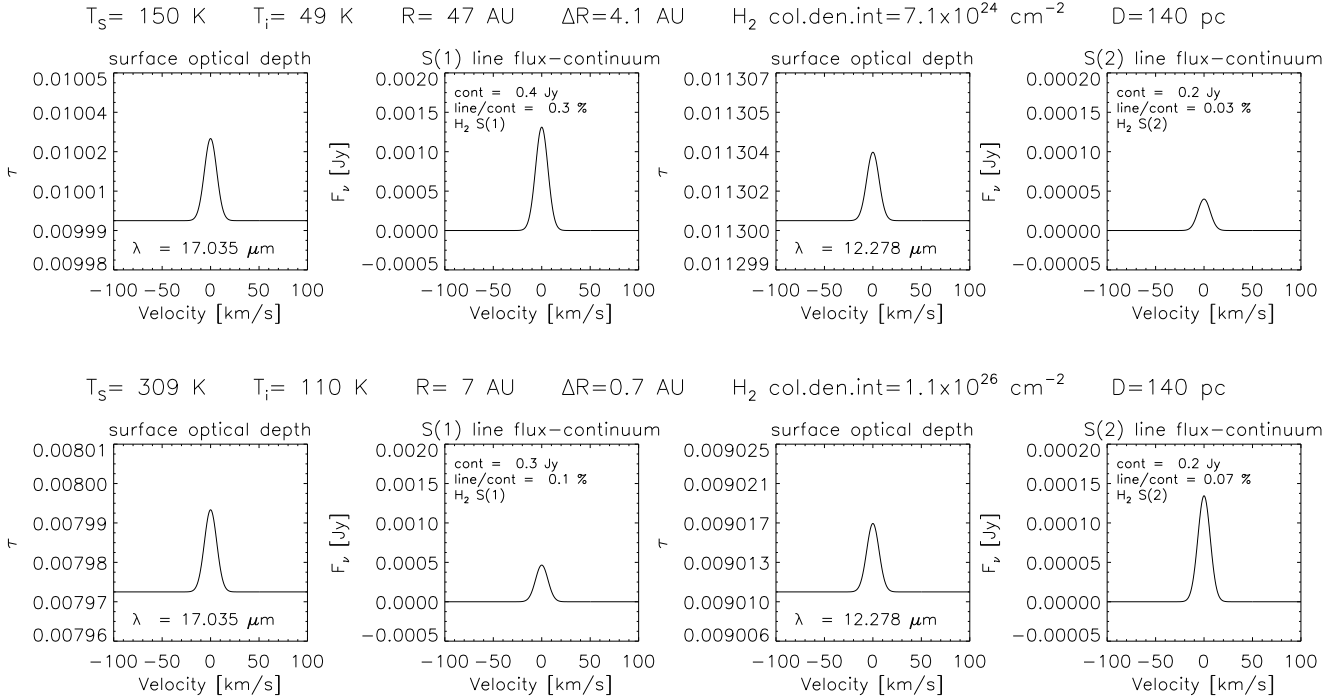 T_S= 150 K T_i= 49 K R= 47 AU ΔR=4.1 AU H_2 col.den.int=7.1x10^24 cm^-2 D=140 pc
surface optical depth
0.01005
0.01004
0.01002
0.01001
0.00999
0.00998
τ
λ = 17.035 μm
-100 -50 0 50 100
Velocity [km/s]
S(1) line flux-continuum
0.0020
0.0015
0.0010
0.0005
0.0000
-0.0005
F_ν [Jy]
cont = 0.4 Jy
line/cont = 0.3 %
H_2 S(1)
-100 -50 0 50 100
Velocity [km/s]
surface optical depth
0.011307
0.011305
0.011304
0.011302
0.011300
0.011299
τ
λ = 12.278 μm
-100 -50 0 50 100
Velocity [km/s]
S(2) line flux-continuum
0.00020
0.00015
0.00010
0.00005
0.00000
-0.00005
F_ν [Jy]
cont = 0.2 Jy
line/cont = 0.03 %
H_2 S(2)
-100 -50 0 50 100
Velocity [km/s]
T_S= 309 K T_i= 110 K R= 7 AU ΔR=0.7 AU H_2 col.den.int=1.1x10^26 cm^-2 D=140 pc
surface optical depth
0.00801
0.00800
0.00799
0.00798
0.00797
0.00796
τ
λ = 17.035 μm
-100 -50 0 50 100
Velocity [km/s]
S(1) line flux-continuum
0.0020
0.0015
0.0010
0.0005
0.0000
-0.0005
F_ν [Jy]
cont = 0.3 Jy
line/cont = 0.1 %
H_2 S(1)
-100 -50 0 50 100
Velocity [km/s]
surface optical depth
0.009025
0.009021
0.009017
0.009013
0.009010
0.009006
τ
λ = 12.278 μm
-100 -50 0 50 100
Velocity [km/s]
S(2) line flux-continuum
0.00020
0.00015
0.00010
0.00005
0.00000
-0.00005
F_ν [Jy]
cont = 0.2 Jy
line/cont = 0.07 %
H_2 S(2)
-100 -50 0 50 100
Velocity [km/s]